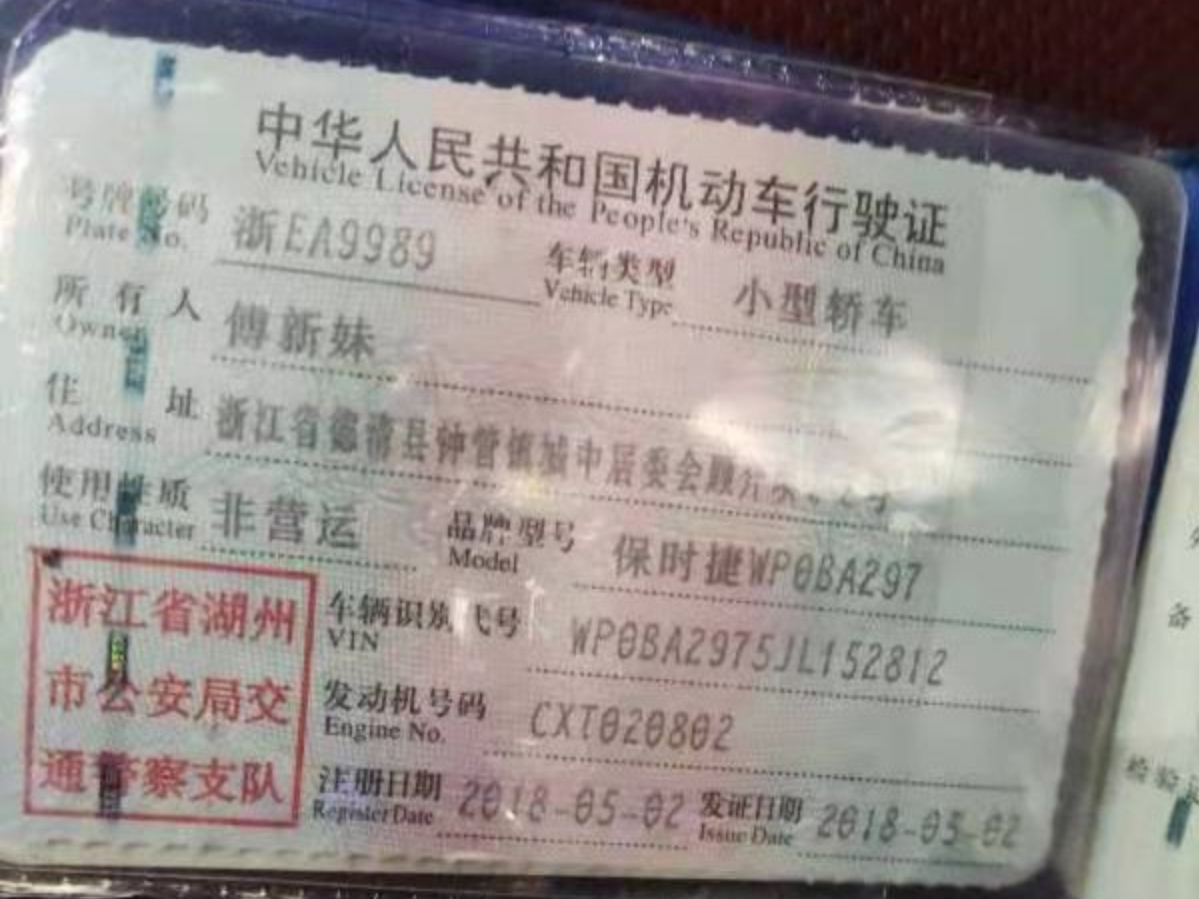 中华人民共和国机动车行驶证
Vehicle License of the People's Republic of China
号牌号码 浙EA9989 车辆类型 小型轿车
Plate No. Vehicle Type
所有人 傅新妹
Owner
住址 浙江省德清县钟管镇城中居委会
Address
使用性质 非营运 品牌型号 保时捷WP0BA297
Use Character Model
浙江省湖州
市公安局交
通警察支队
车辆识别代号 WP0BA2975JL152812
VIN
发动机号码 CXT020802
Engine No.
注册日期 2018-05-02 发证日期 2018-05-02
Register Date Issue Date
备
检验